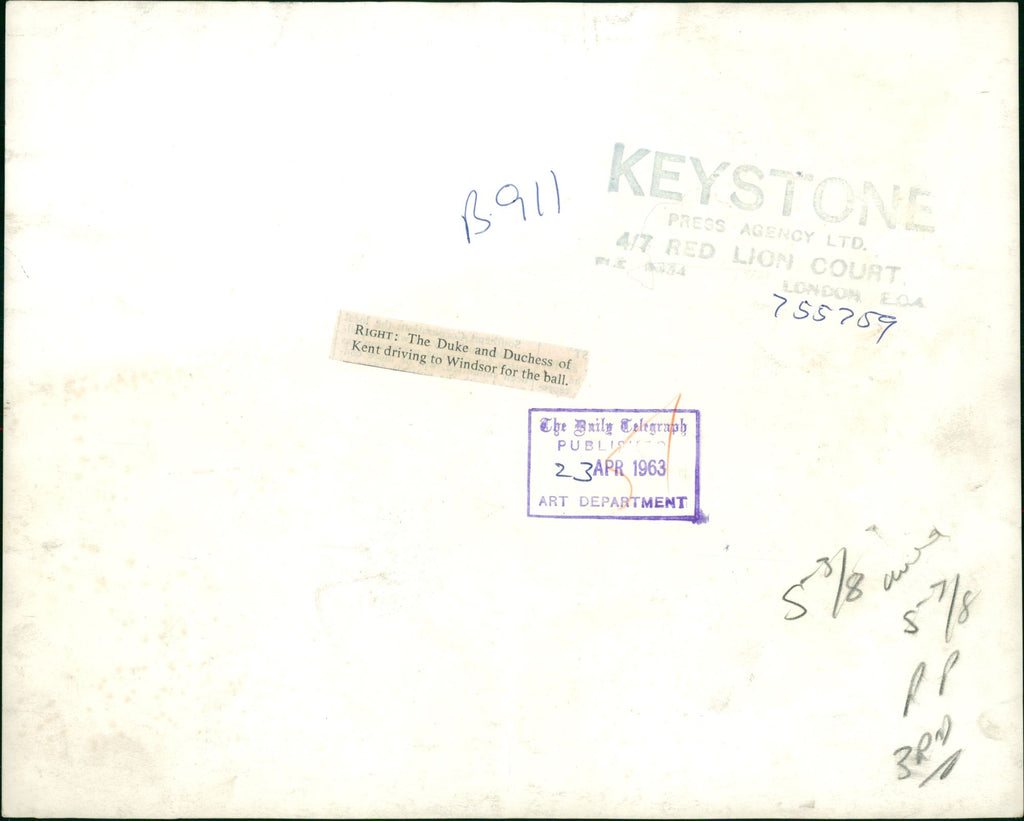 KEYSTONE
PRESS AGENCY LTD.
4/7 RED LION COURT.
LONDON E.C.4
B911
755759
RIGHT: The Duke and Duchess of
Kent driving to Windsor for the ball.
The Daily Telegraph
23 APR 1963
ART DEPARTMENT
5-5/8
5-7/8
3RD